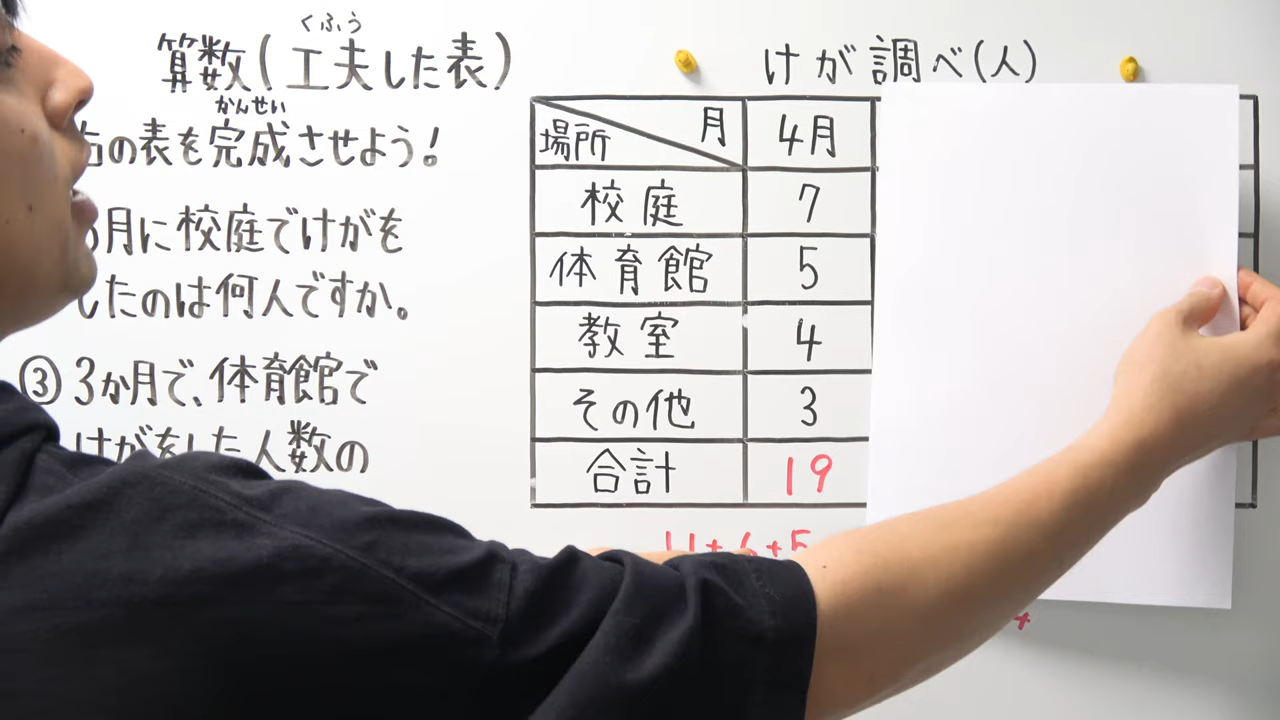 くふう
算数(工夫した表)
かんせい
右の表を完成させよう!
月に校庭でけがを
したのは何人ですか。
③ 3か月で、体育館で
けがをした人数の
けが調べ(人)
場所 月 4月
校庭 7
体育館 5
教室 4
その他 3
合計 19
11+6+5
+